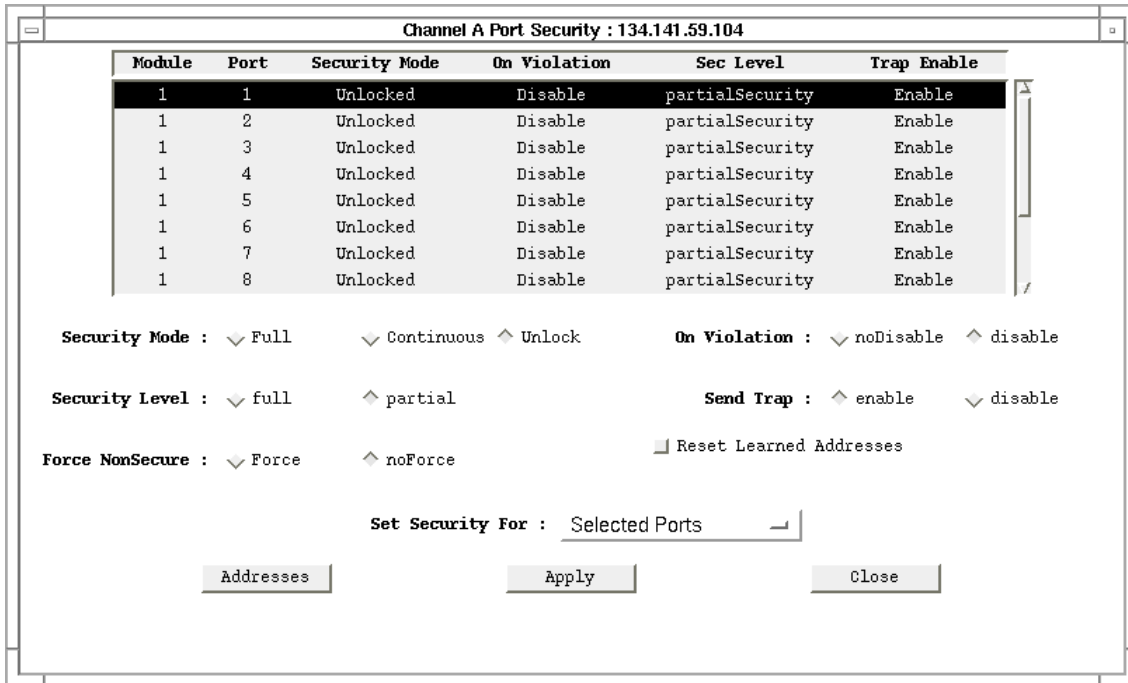 Channel A Port Security : 134.141.59.104
Module Port Security Mode On Violation Sec Level Trap Enable
1 1 Unlocked Disable partialSecurity Enable
1 2 Unlocked Disable partialSecurity Enable
1 3 Unlocked Disable partialSecurity Enable
1 4 Unlocked Disable partialSecurity Enable
1 5 Unlocked Disable partialSecurity Enable
1 6 Unlocked Disable partialSecurity Enable
1 7 Unlocked Disable partialSecurity Enable
1 8 Unlocked Disable partialSecurity Enable
Security Mode : Full Continuous Unlock On Violation : noDisable disable
Security Level : full partial Send Trap : enable disable
Reset Learned Addresses
Force NonSecure : Force noForce
Set Security For : Selected Ports
Addresses Apply Close